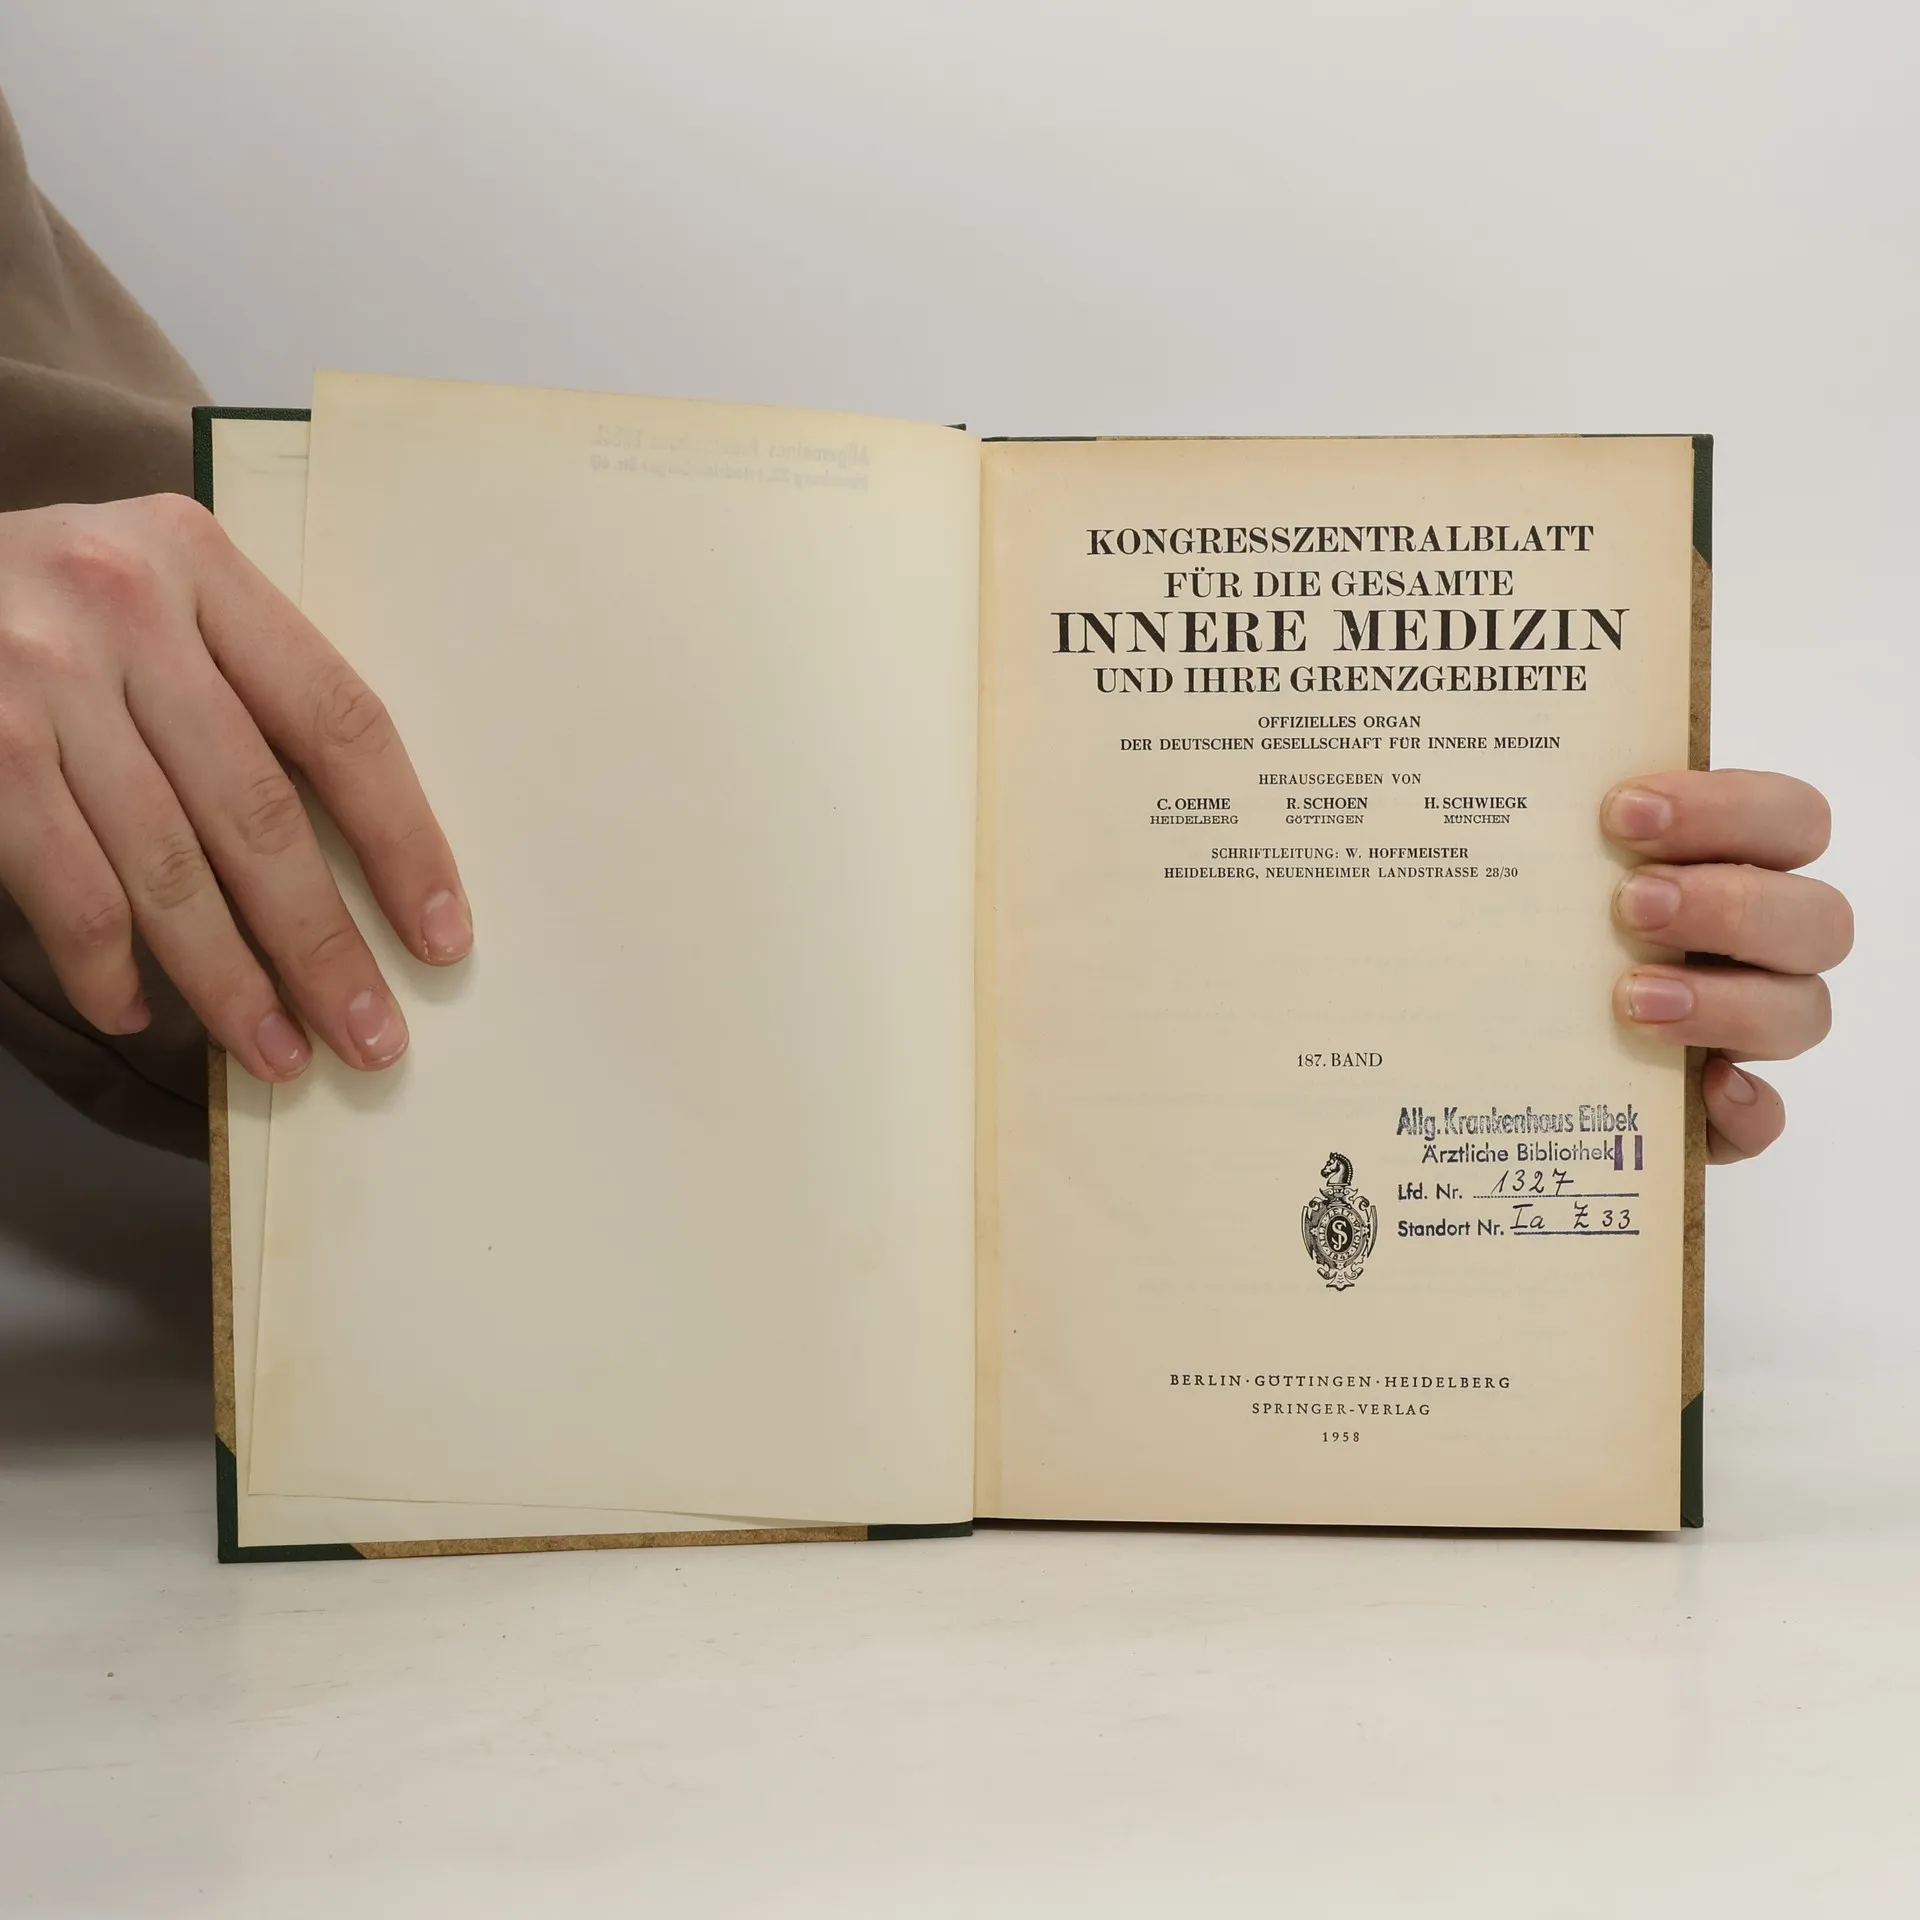 KONGRESSZENTRALBLATT
FÜR DIE GESAMTE
INNERE MEDIZIN
UND IHRE GRENZGEBIETE
OFFIZIELLES ORGAN
DER DEUTSCHEN GESELLSCHAFT FÜR INNERE MEDIZIN
HERAUSGEGEBEN VON
C. OEHME R. SCHOEN H. SCHWIEGK
HEIDELBERG GÖTTINGEN MÜNCHEN
SCHRIFTLEITUNG: W. HOFFMEISTER
HEIDELBERG, NEUENHEIMER LANDSTRASSE 28/30
187. BAND
Allg. Krankenhaus Eilbek
Ärztliche Bibliothek
Lfd. Nr. 1327
Standort Nr. Ia Z 33
BERLIN · GÖTTINGEN · HEIDELBERG
SPRINGER-VERLAG
1958